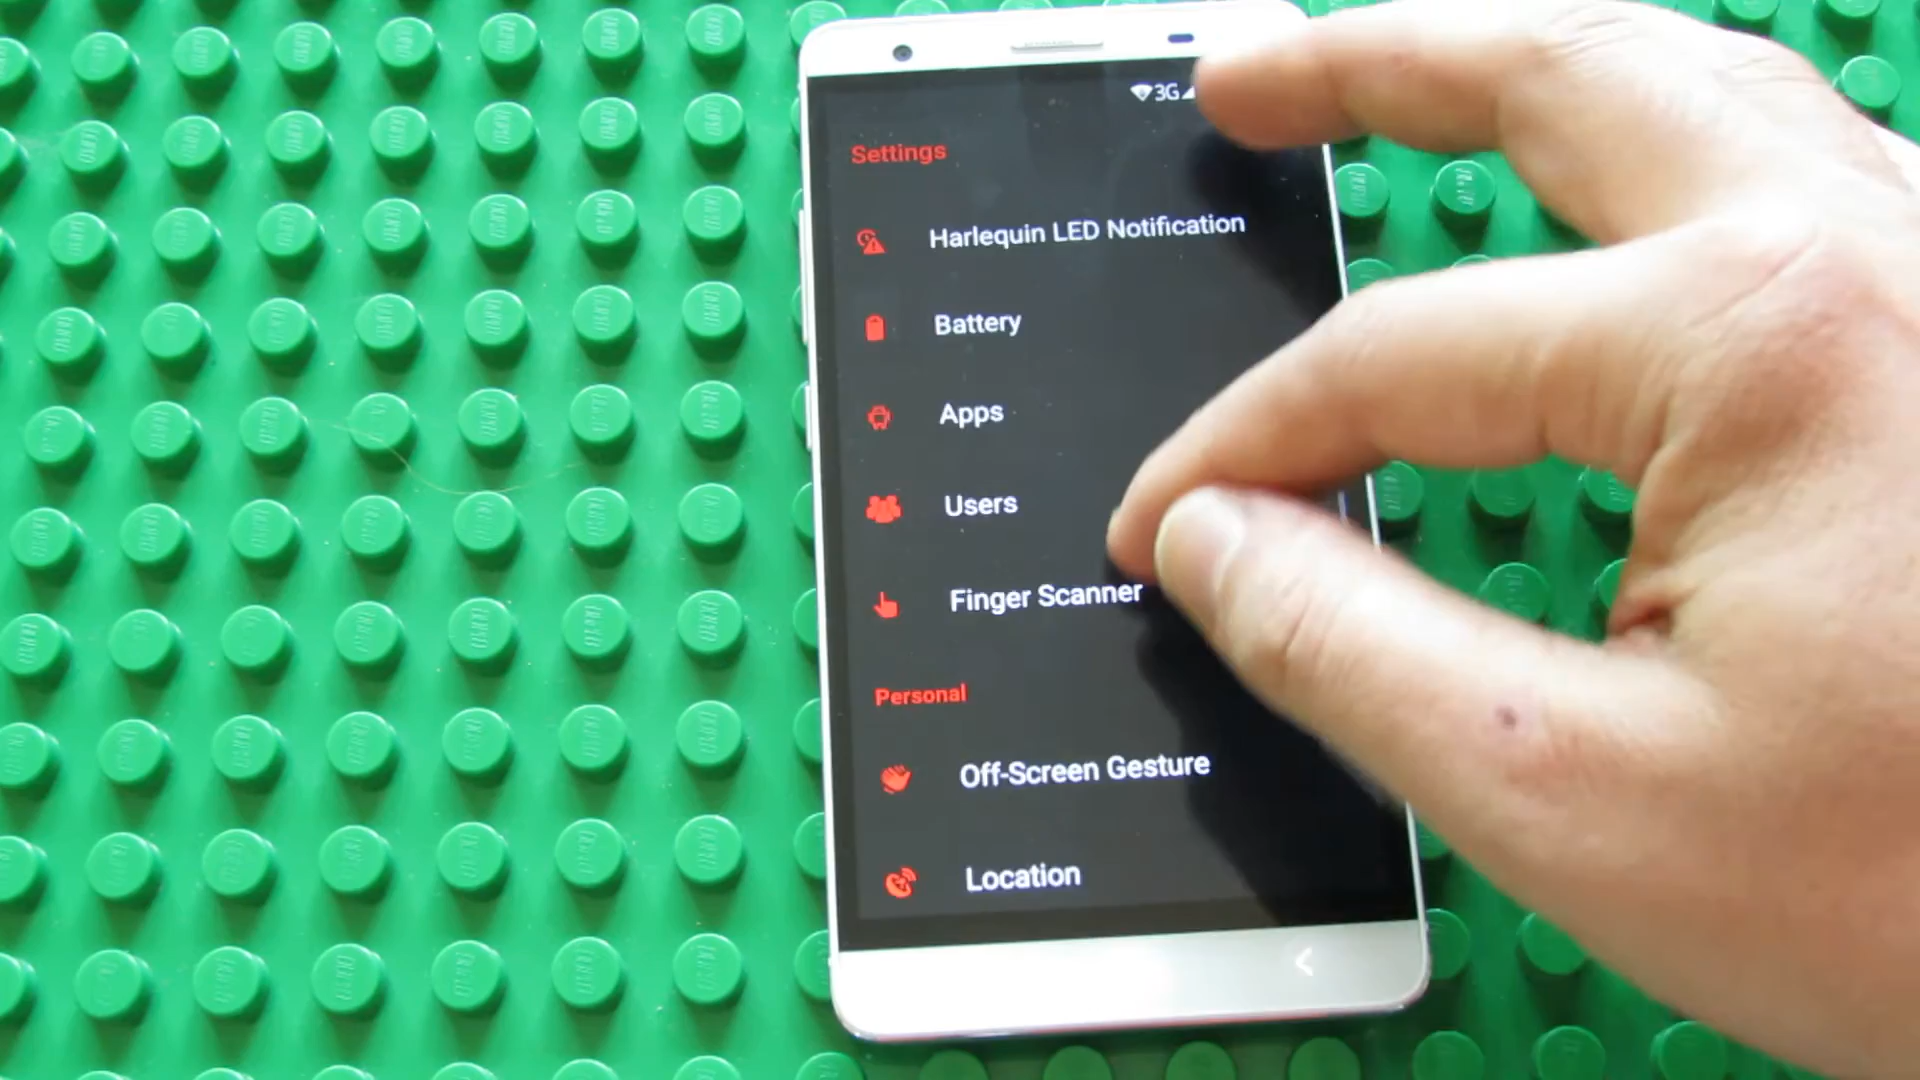 3G
Settings
Harlequin LED Notification
Battery
Apps
Users
Finger Scanner
Personal
Off-Screen Gesture
Location